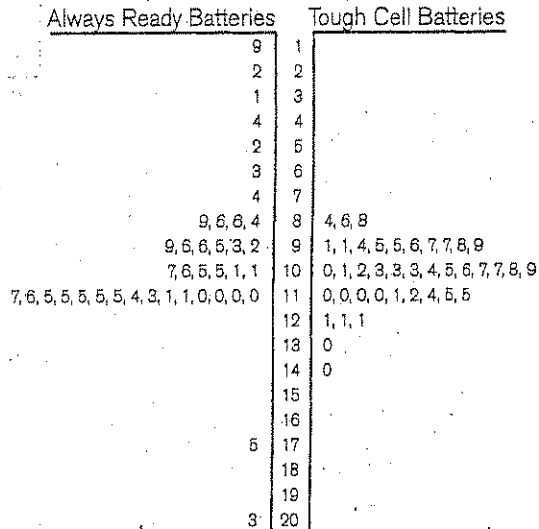 Always Ready Batteries Tough Cell Batteries
9 1
2 2
1 3
4 4
2 5
3 6
4 7
9, 6, 6, 4 8 4, 6, 8
9, 6, 6, 5, 3, 2 9 1, 1, 4, 5, 5, 6, 7, 7, 8, 9
7, 6, 5, 5, 1, 1 10 0, 1, 2, 3, 3, 3, 4, 5, 6, 7, 7, 8, 9
7, 6, 5, 5, 5, 5, 5, 4, 3, 1, 1, 0, 0, 0, 0 11 0, 0, 0, 0, 1, 2, 4, 5, 5
12 1, 1, 1
13 0
14 0
15
16
5 17
18
19
3 20